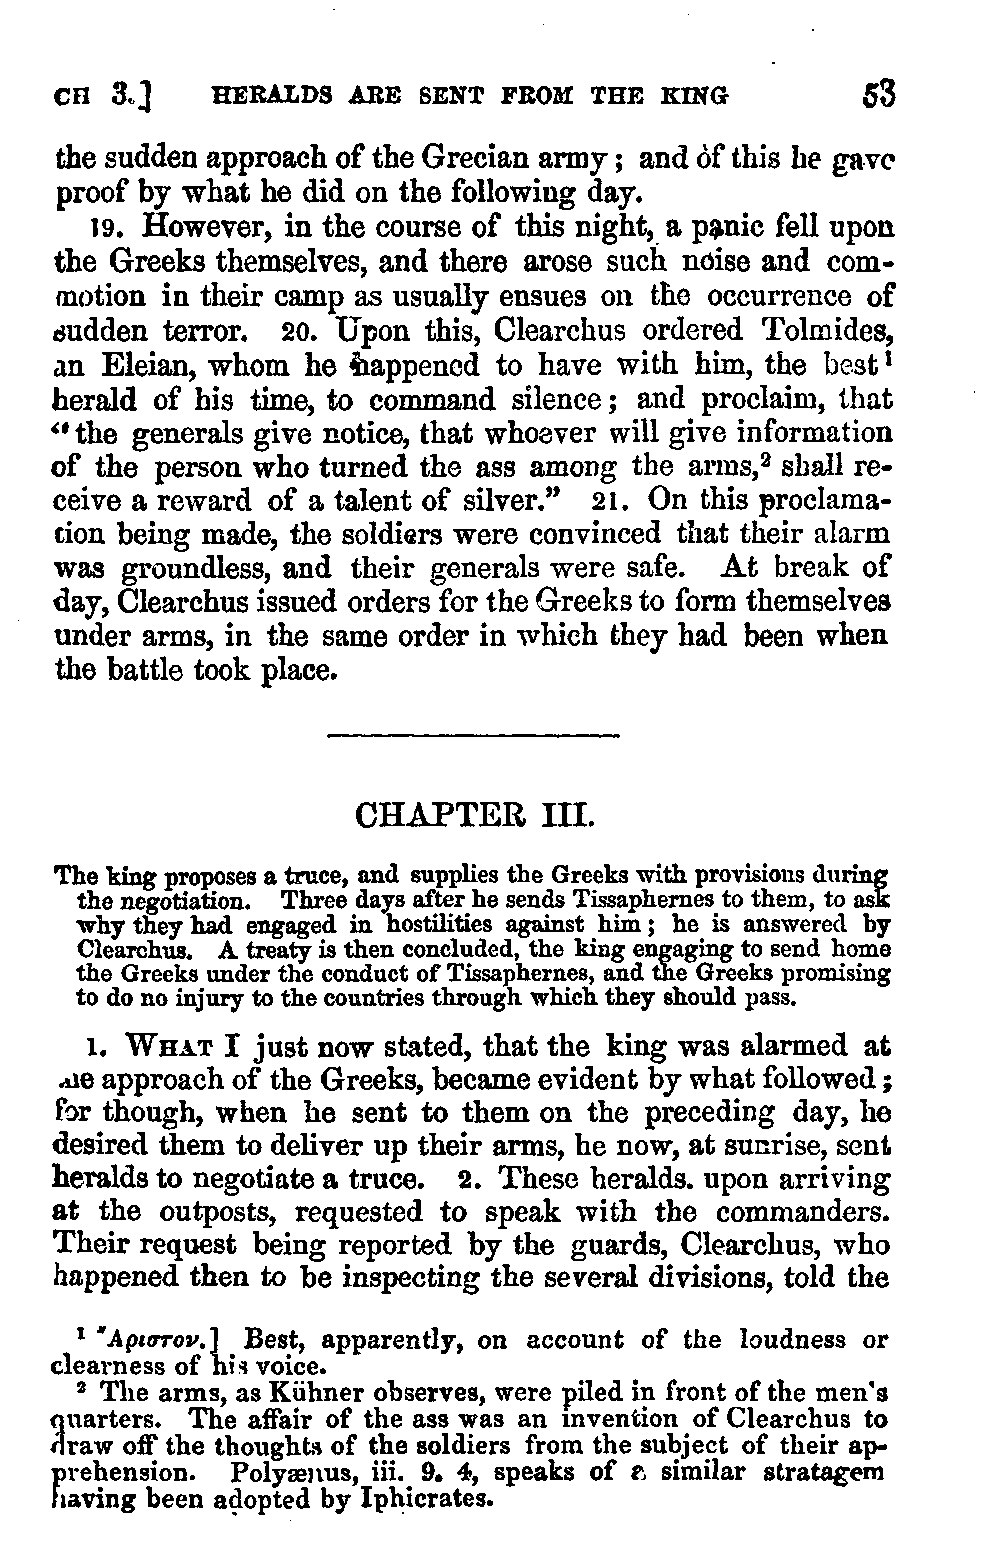 CH 3.] HERALDS ARE SENT FROM THE KING 53
the sudden approach of the Grecian army; and of this he gave
proof by what he did on the following day.
19. However, in the course of this night, a panic fell upon
the Greeks themselves, and there arose such noise and com-
motion in their camp as usually ensues on the occurrence of
sudden terror. 20. Upon this, Clearchus ordered Tolmides,
an Eleian, whom he happened to have with him, the best¹
herald of his time, to command silence; and proclaim, that
"the generals give notice, that whoever will give information
of the person who turned the ass among the arms,² shall re-
ceive a reward of a talent of silver." 21. On this proclama-
tion being made, the soldiers were convinced that their alarm
was groundless, and their generals were safe. At break of
day, Clearchus issued orders for the Greeks to form themselves
under arms, in the same order in which they had been when
the battle took place.
CHAPTER III.
The king proposes a truce, and supplies the Greeks with provisions during
the negotiation. Three days after he sends Tissaphernes to them, to ask
why they had engaged in hostilities against him; he is answered by
Clearchus. A treaty is then concluded, the king engaging to send home
the Greeks under the conduct of Tissaphernes, and the Greeks promising
to do no injury to the countries through which they should pass.
1. WHAT I just now stated, that the king was alarmed at
the approach of the Greeks, became evident by what followed;
for though, when he sent to them on the preceding day, he
desired them to deliver up their arms, he now, at sunrise, sent
heralds to negotiate a truce. 2. These heralds. upon arriving
at the outposts, requested to speak with the commanders.
Their request being reported by the guards, Clearchus, who
happened then to be inspecting the several divisions, told the
¹ Ἄριστον.] Best, apparently, on account of the loudness or
clearness of his voice.
² The arms, as Kühner observes, were piled in front of the men's
quarters. The affair of the ass was an invention of Clearchus to
draw off the thoughts of the soldiers from the subject of their ap-
prehension. Polyænus, iii. 9. 4, speaks of a similar stratagem
having been adopted by Iphicrates.